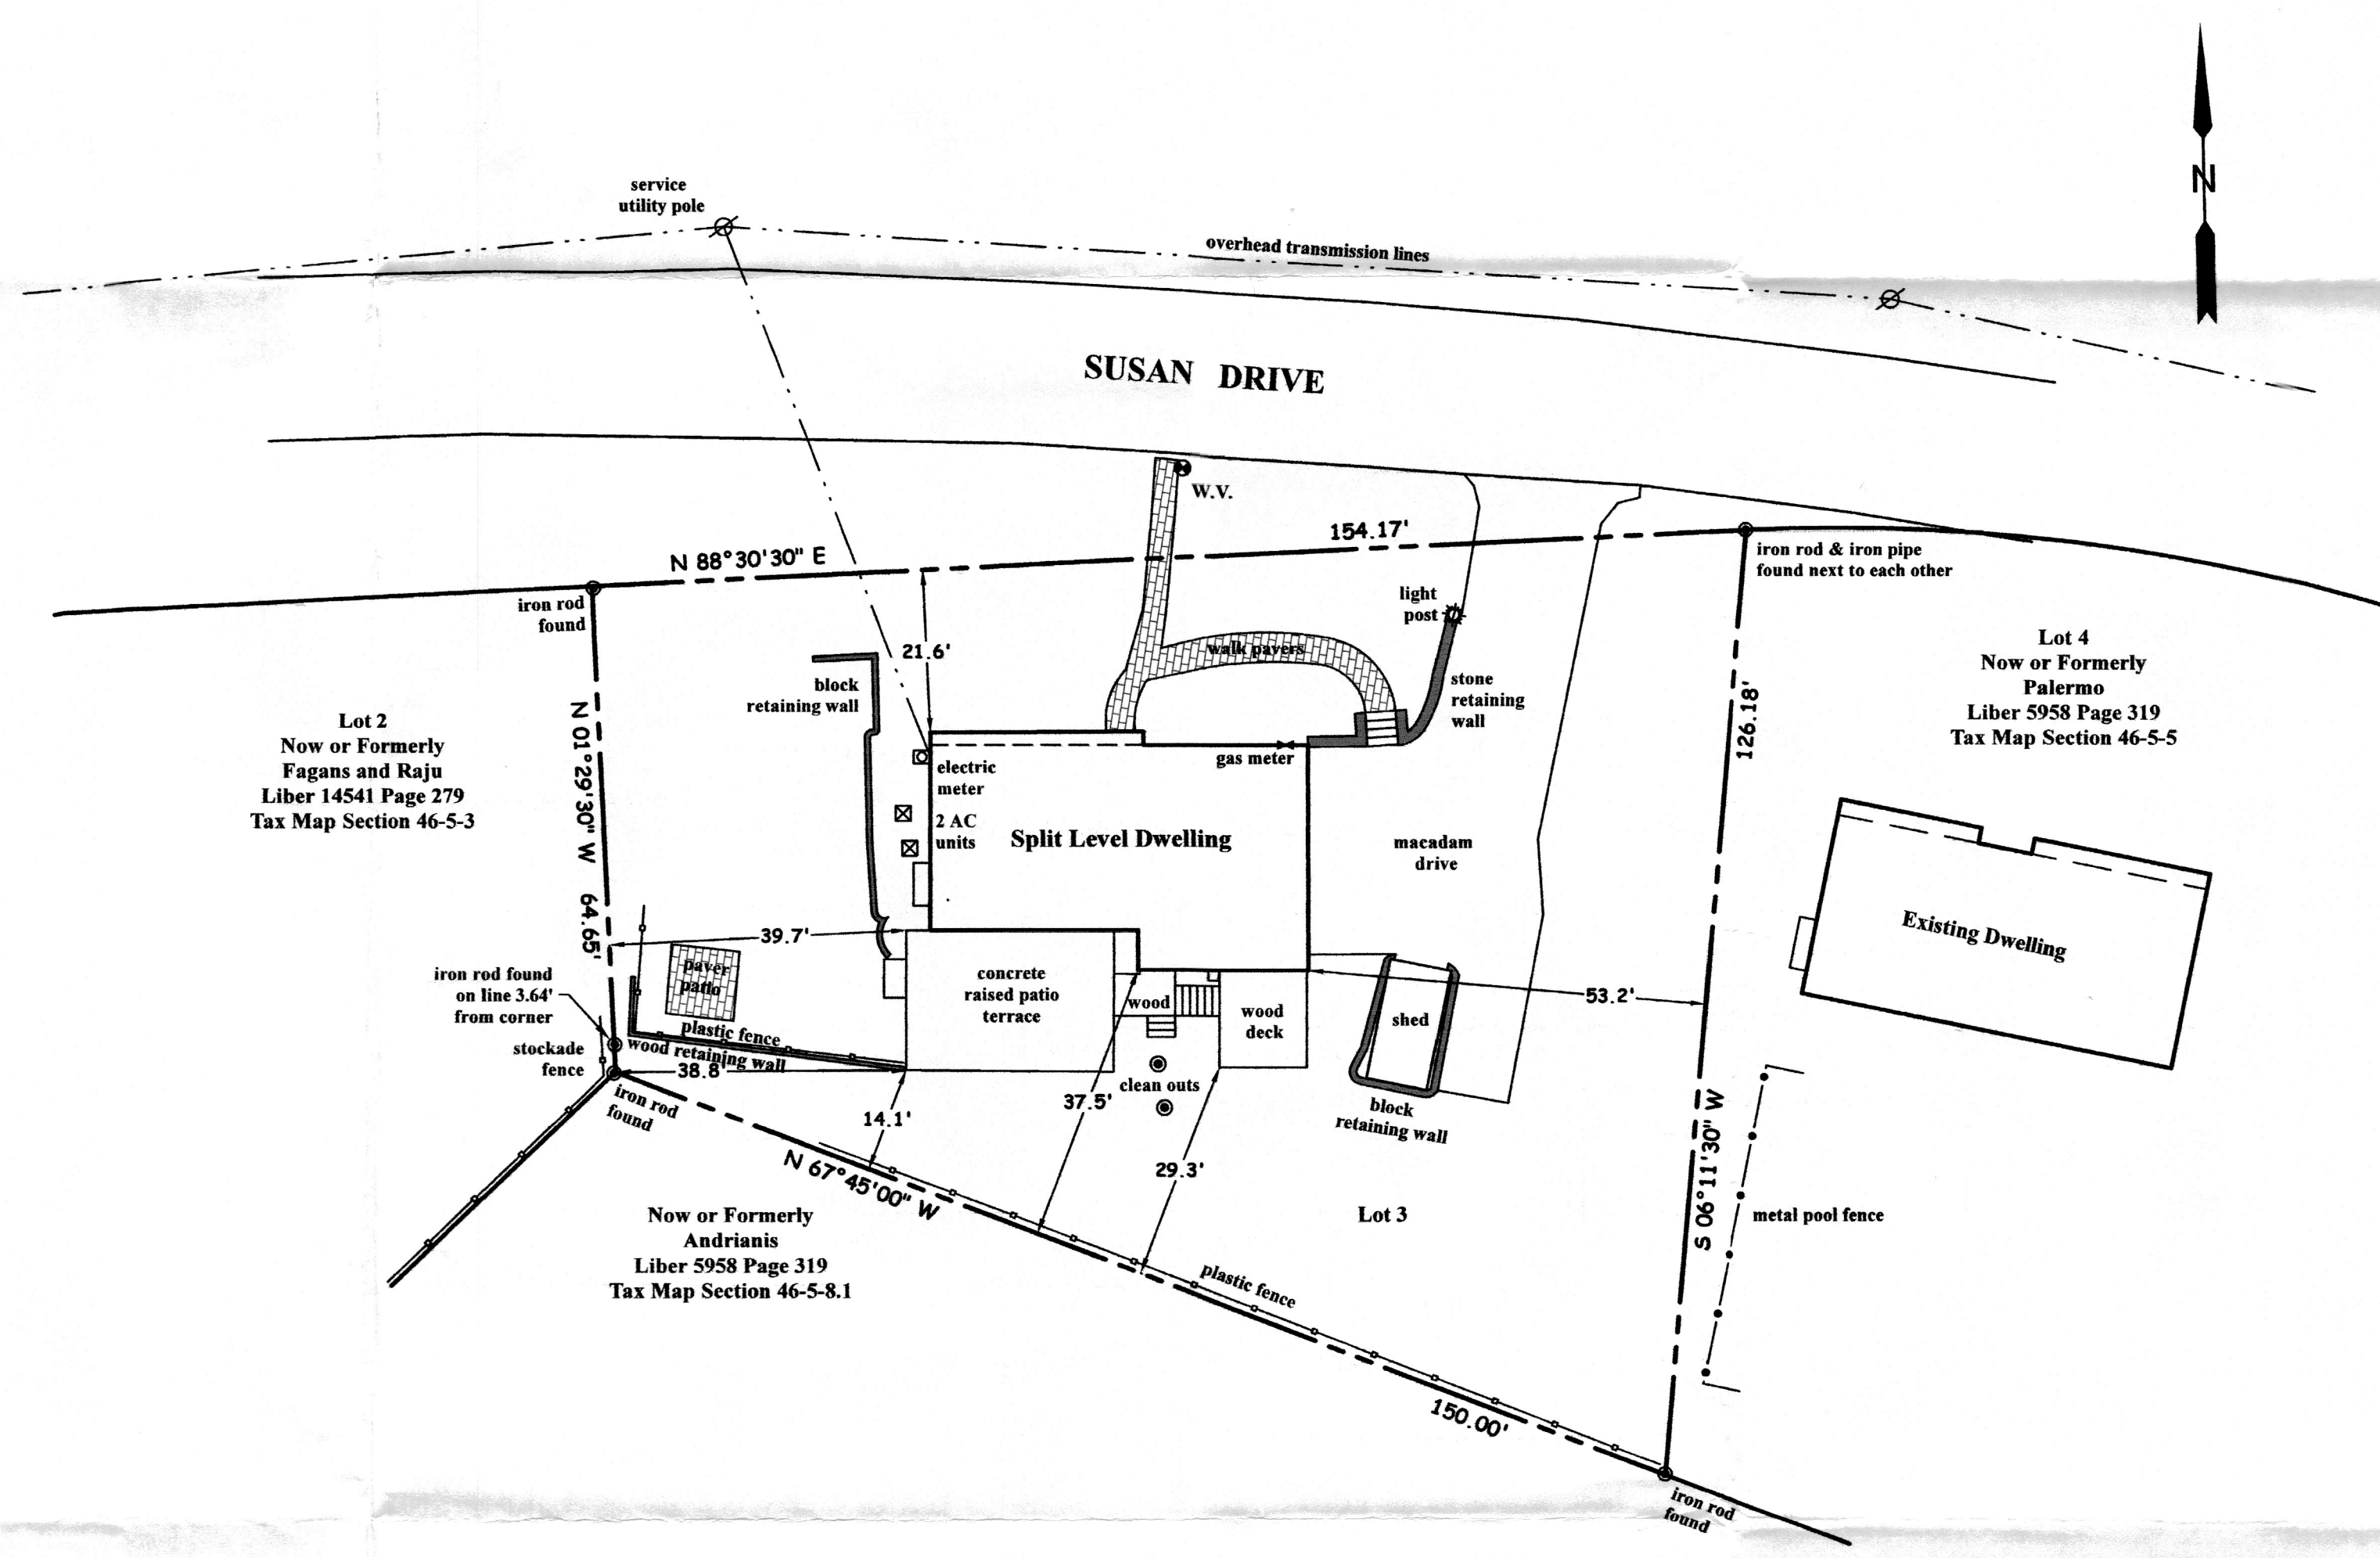 N
service
utility pole
overhead transmission lines
SUSAN DRIVE
W.V.
154.17'
N 88°30'30" E
iron rod & iron pipe
found next to each other
iron rod
found
light
post
21.6'
walk pavers
block
retaining wall
stone
retaining
wall
Lot 4
Now or Formerly
Palermo
Liber 5958 Page 319
Tax Map Section 46-5-5
126.18'
Lot 2
Now or Formerly
Fagans and Raju
Liber 14541 Page 279
Tax Map Section 46-5-3
N 01°29'30" W 64.65'
gas meter
electric
meter
2 AC
units
Split Level Dwelling
macadam
drive
Existing Dwelling
39.7'
paver
patio
iron rod found
on line 3.64'
from corner
concrete
raised patio
terrace
wood
wood
deck
53.2'
shed
plastic fence
wood retaining wall
stockade
fence
38.8'
clean outs
iron rod
found
14.1'
37.5'
block
retaining wall
29.3'
S 06°11'30" W
N 67°45'00" W
Now or Formerly
Andrianis
Liber 5958 Page 319
Tax Map Section 46-5-8.1
Lot 3
metal pool fence
plastic fence
150.00'
iron rod
found